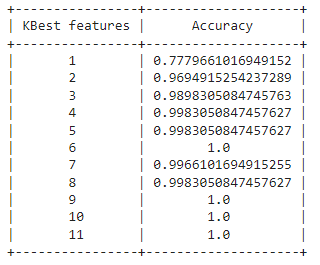 +----------------+--------------------+
| KBest features | Accuracy |
+----------------+--------------------+
| 1 | 0.7779661016949152 |
| 2 | 0.9694915254237289 |
| 3 | 0.9898305084745763 |
| 4 | 0.9983050847457627 |
| 5 | 0.9983050847457627 |
| 6 | 1.0 |
| 7 | 0.9966101694915255 |
| 8 | 0.9983050847457627 |
| 9 | 1.0 |
| 10 | 1.0 |
| 11 | 1.0 |
+----------------+--------------------+